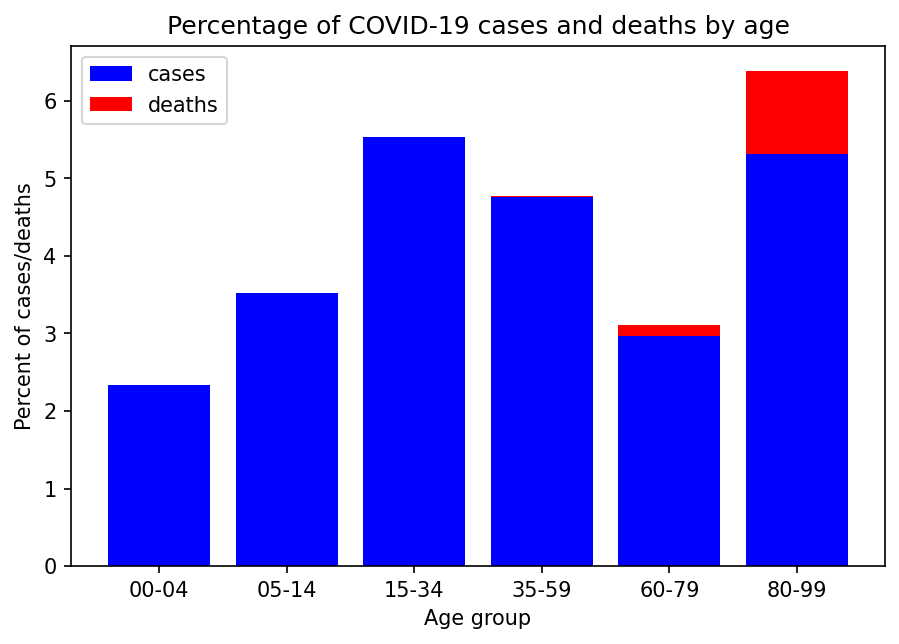 Percentage of COVID-19 cases and deaths by age
cases
deaths
Percent of cases/deaths
6
5
4
3
2
1
0
00-04 05-14 15-34 35-59 60-79 80-99
Age group